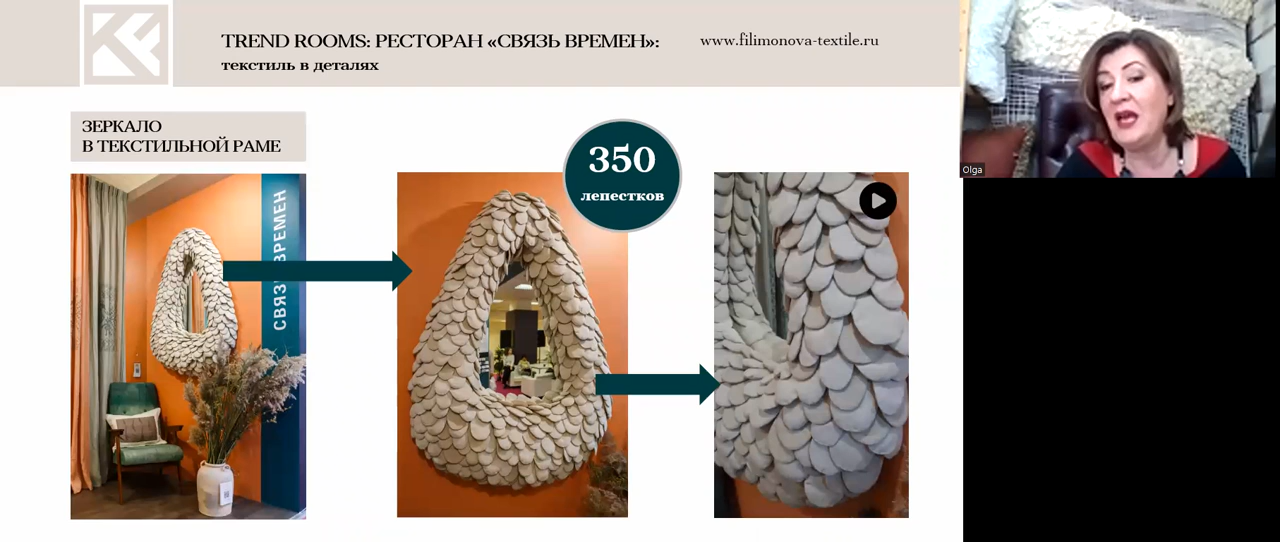 TREND ROOMS: РЕСТОРАН «СВЯЗЬ ВРЕМЕН»:
www.filimonova-textile.ru
текстиль в деталях
ЗЕРКАЛО
В ТЕКСТИЛЬНОЙ РАМЕ
350
лепестков
СВЯЗЬ ВРЕМЕН
Olga